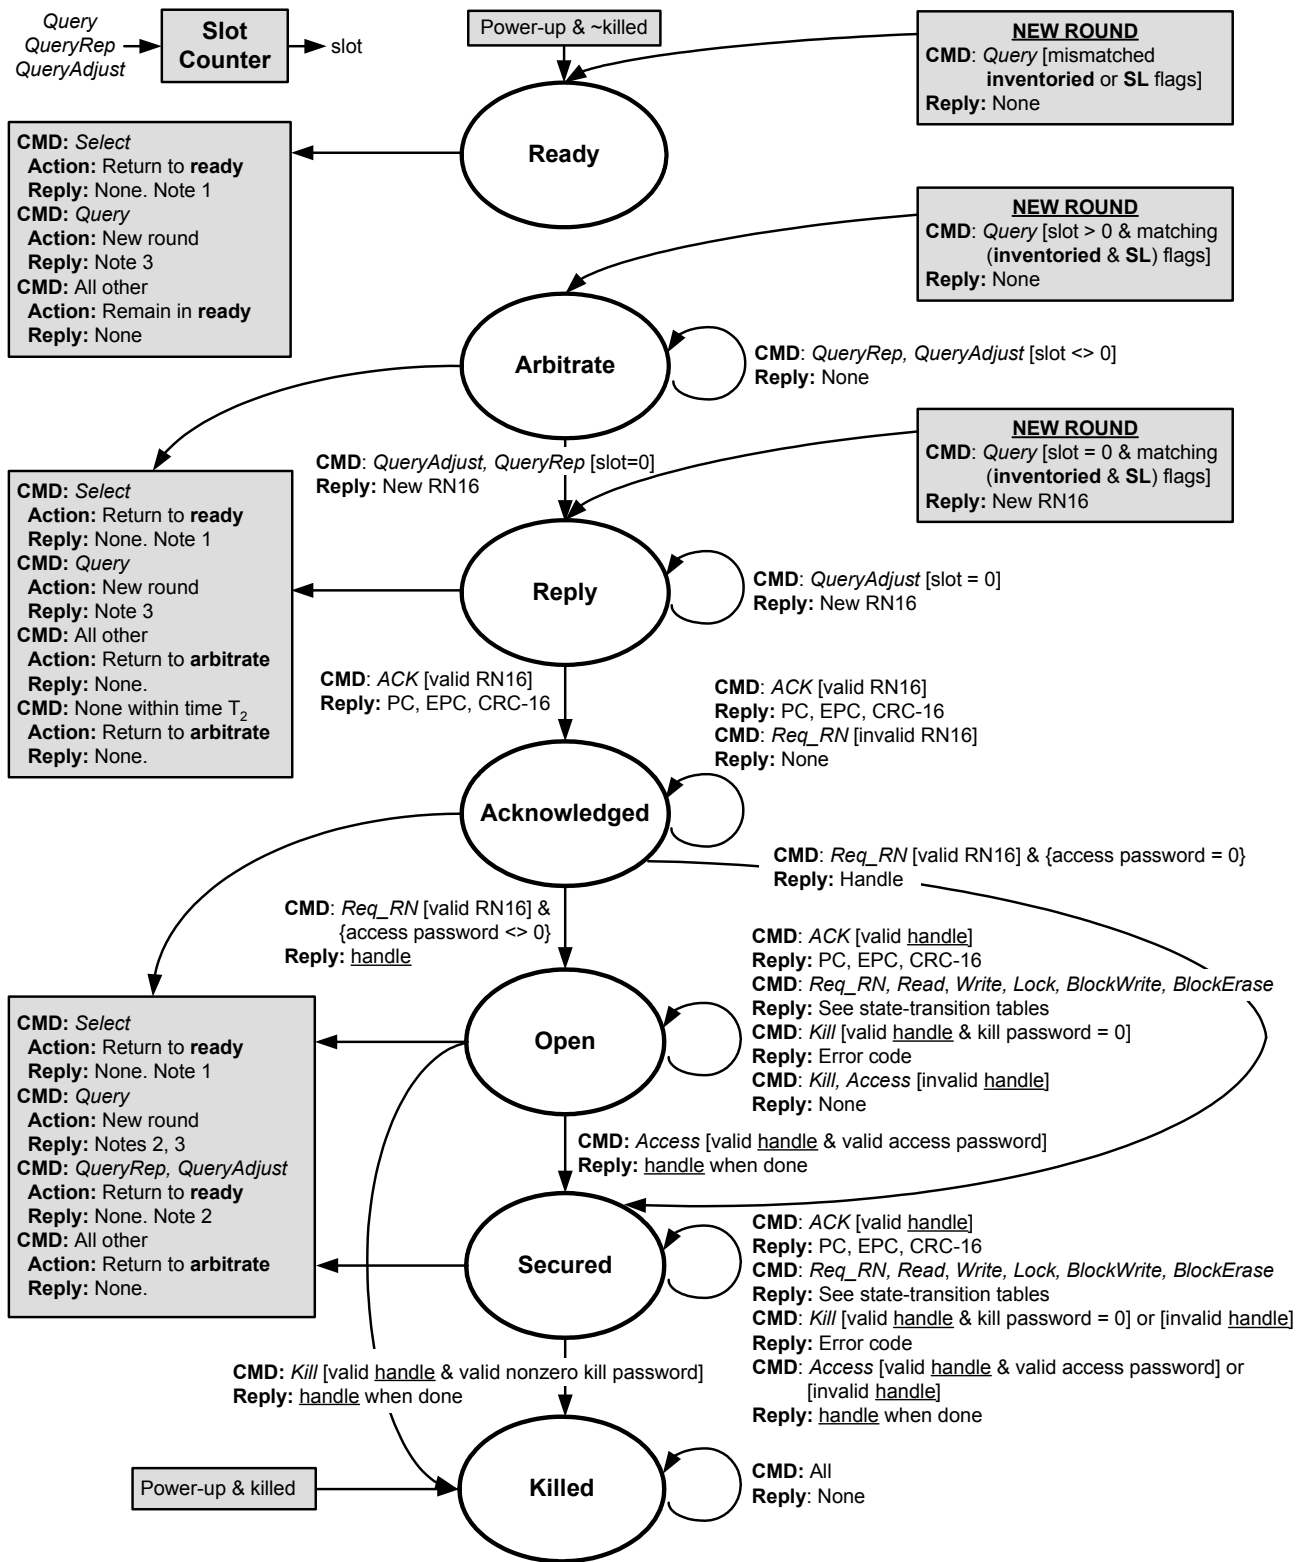 Query
QueryRep
QueryAdjust
Slot
Counter
slot
Power-up & ~killed
NEW ROUND
CMD: Query [mismatched
inventoried or SL flags]
Reply: None
Ready
CMD: Select
Action: Return to ready
Reply: None. Note 1
CMD: Query
Action: New round
Reply: Note 3
CMD: All other
Action: Remain in ready
Reply: None
NEW ROUND
CMD: Query [slot > 0 & matching
(inventoried & SL) flags]
Reply: None
Arbitrate
CMD: QueryRep, QueryAdjust [slot <> 0]
Reply: None
NEW ROUND
CMD: Query [slot = 0 & matching
(inventoried & SL) flags]
Reply: New RN16
CMD: QueryAdjust, QueryRep [slot=0]
Reply: New RN16
CMD: Select
Action: Return to ready
Reply: None. Note 1
CMD: Query
Action: New round
Reply: Note 3
CMD: All other
Action: Return to arbitrate
Reply: None.
CMD: None within time T2
Action: Return to arbitrate
Reply: None.
Reply
CMD: QueryAdjust [slot = 0]
Reply: New RN16
CMD: ACK [valid RN16]
Reply: PC, EPC, CRC-16
CMD: ACK [valid RN16]
Reply: PC, EPC, CRC-16
CMD: Req_RN [invalid RN16]
Reply: None
Acknowledged
CMD: Req_RN [valid RN16] & {access password = 0}
Reply: Handle
CMD: Req_RN [valid RN16] &
{access password <> 0}
Reply: handle
CMD: ACK [valid handle]
Reply: PC, EPC, CRC-16
CMD: Req_RN, Read, Write, Lock, BlockWrite, BlockErase
Reply: See state-transition tables
CMD: Kill [valid handle & kill password = 0]
Reply: Error code
CMD: Kill, Access [invalid handle]
Reply: None
Open
CMD: Select
Action: Return to ready
Reply: None. Note 1
CMD: Query
Action: New round
Reply: Notes 2, 3
CMD: QueryRep, QueryAdjust
Action: Return to ready
Reply: None. Note 2
CMD: All other
Action: Return to arbitrate
Reply: None.
CMD: Access [valid handle & valid access password]
Reply: handle when done
Secured
CMD: ACK [valid handle]
Reply: PC, EPC, CRC-16
CMD: Req_RN, Read, Write, Lock, BlockWrite, BlockErase
Reply: See state-transition tables
CMD: Kill [valid handle & kill password = 0] or [invalid handle]
Reply: Error code
CMD: Access [valid handle & valid access password] or
[invalid handle]
Reply: handle when done
CMD: Kill [valid handle & valid nonzero kill password]
Reply: handle when done
Power-up & killed
Killed
CMD: All
Reply: None